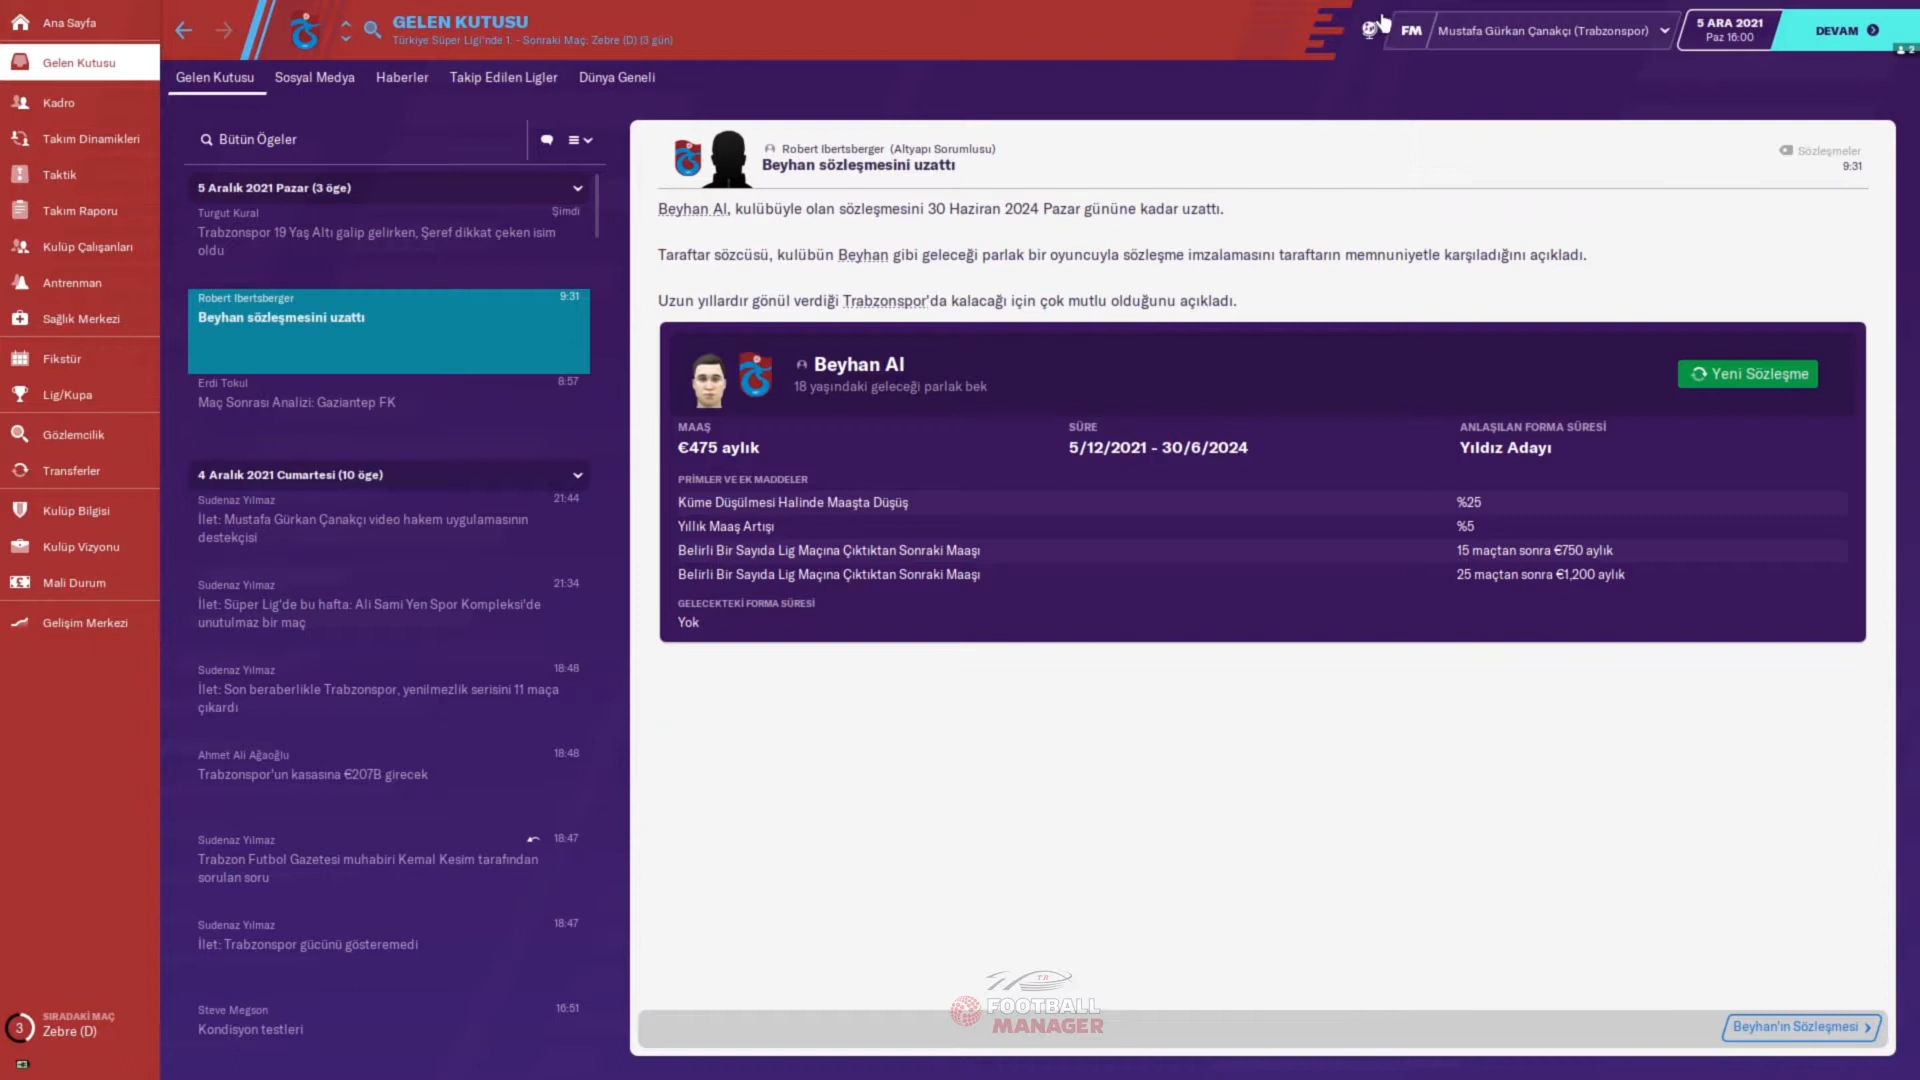 Ana Sayfa
Gelen Kutusu
Kadro
Takım Dinamikleri
Taktik
Takım Raporu
Kulüp Çalışanları
Antrenman
Sağlık Merkezi
Fikstür
Lig/Kupa
Gözlemcilik
Transferler
Kulüp Bilgisi
Kulüp Vizyonu
Mali Durum
Gelişim Merkezi
3
SIRADAKİ MAÇ
Zebre (D)
GELEN KUTUSU
Türkiye Süper Ligi'nde 1. - Sonraki Maç: Zebre (D) (3 gün)
FM
Mustafa Gürkan Çanakçı (Trabzonspor)
5 ARA 2021
Paz 16:00
DEVAM
2
Gelen Kutusu Sosyal Medya Haberler Takip Edilen Ligler Dünya Geneli
Bütün Ögeler
5 Aralık 2021 Pazar (3 öge)
Turgut Kural Şimdi
Trabzonspor 19 Yaş Altı galip gelirken, Şeref dikkat çeken isim
oldu
Robert Ibertsberger 9:31
Beyhan sözleşmesini uzattı
Erdi Tokul 8:57
Maç Sonrası Analizi: Gaziantep FK
4 Aralık 2021 Cumartesi (10 öge)
Sudenaz Yılmaz 21:44
İlet: Mustafa Gürkan Çanakçı video hakem uygulamasının
destekçisi
Sudenaz Yılmaz 21:34
İlet: Süper Lig'de bu hafta: Ali Sami Yen Spor Kompleksi'de
unutulmaz bir maç
Sudenaz Yılmaz 18:48
İlet: Son beraberlikle Trabzonspor, yenilmezlik serisini 11 maça
çıkardı
Ahmet Ali Ağaoğlu 18:48
Trabzonspor'un kasasına €207B girecek
Sudenaz Yılmaz 18:47
Trabzon Futbol Gazetesi muhabiri Kemal Kesim tarafından
sorulan soru
Sudenaz Yılmaz 18:47
İlet: Trabzonspor gücünü gösteremedi
Steve Megson 16:51
Kondisyon testleri
Robert Ibertsberger (Altyapı Sorumlusu)
Beyhan sözleşmesini uzattı
Sözleşmeler
9:31
Beyhan Al, kulübüyle olan sözleşmesini 30 Haziran 2024 Pazar gününe kadar uzattı.
Taraftar sözcüsü, kulübün Beyhan gibi geleceği parlak bir oyuncuyla sözleşme imzalamasını taraftarın memnuniyetle karşıladığını açıkladı.
Uzun yıllardır gönül verdiği Trabzonspor'da kalacağı için çok mutlu olduğunu açıkladı.
Beyhan Al
18 yaşındaki geleceği parlak bek
Yeni Sözleşme
MAAŞ SÜRE ANLAŞILAN FORMA SÜRESİ
€475 aylık 5/12/2021 - 30/6/2024 Yıldız Adayı
PRİMLER VE EK MADDELER
Küme Düşülmesi Halinde Maaşta Düşüş %25
Yıllık Maaş Artışı %5
Belirli Bir Sayıda Lig Maçına Çıktıktan Sonraki Maaşı 15 maçtan sonra €750 aylık
Belirli Bir Sayıda Lig Maçına Çıktıktan Sonraki Maaşı 25 maçtan sonra €1,200 aylık
GELECEKTEKİ FORMA SÜRESİ
Yok
TR
FOOTBALL
MANAGER
Beyhan'ın Sözleşmesi